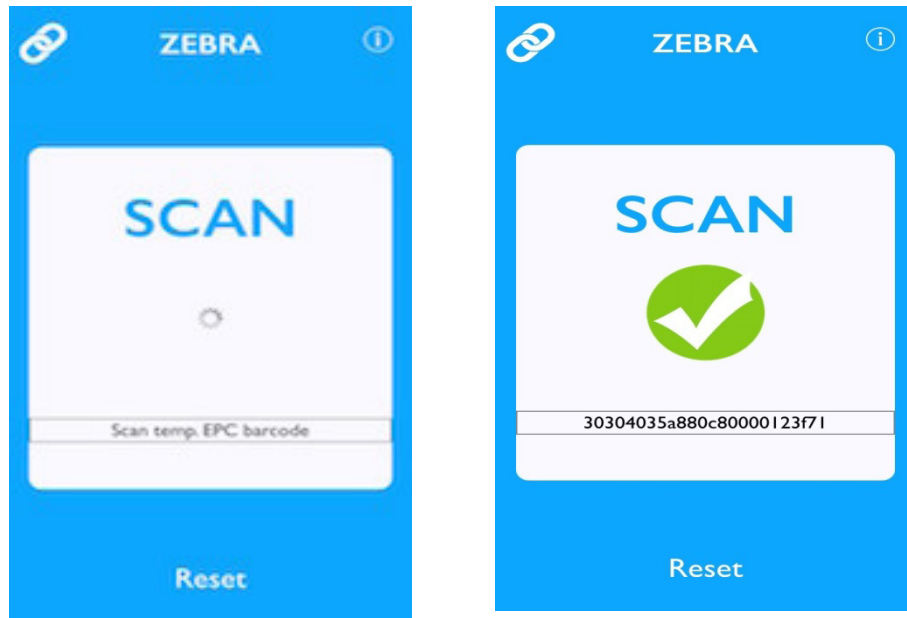 ZEBRA
SCAN
Scan temp. EPC barcode
Reset
ZEBRA
SCAN
30304035a880c80000123f71
Reset